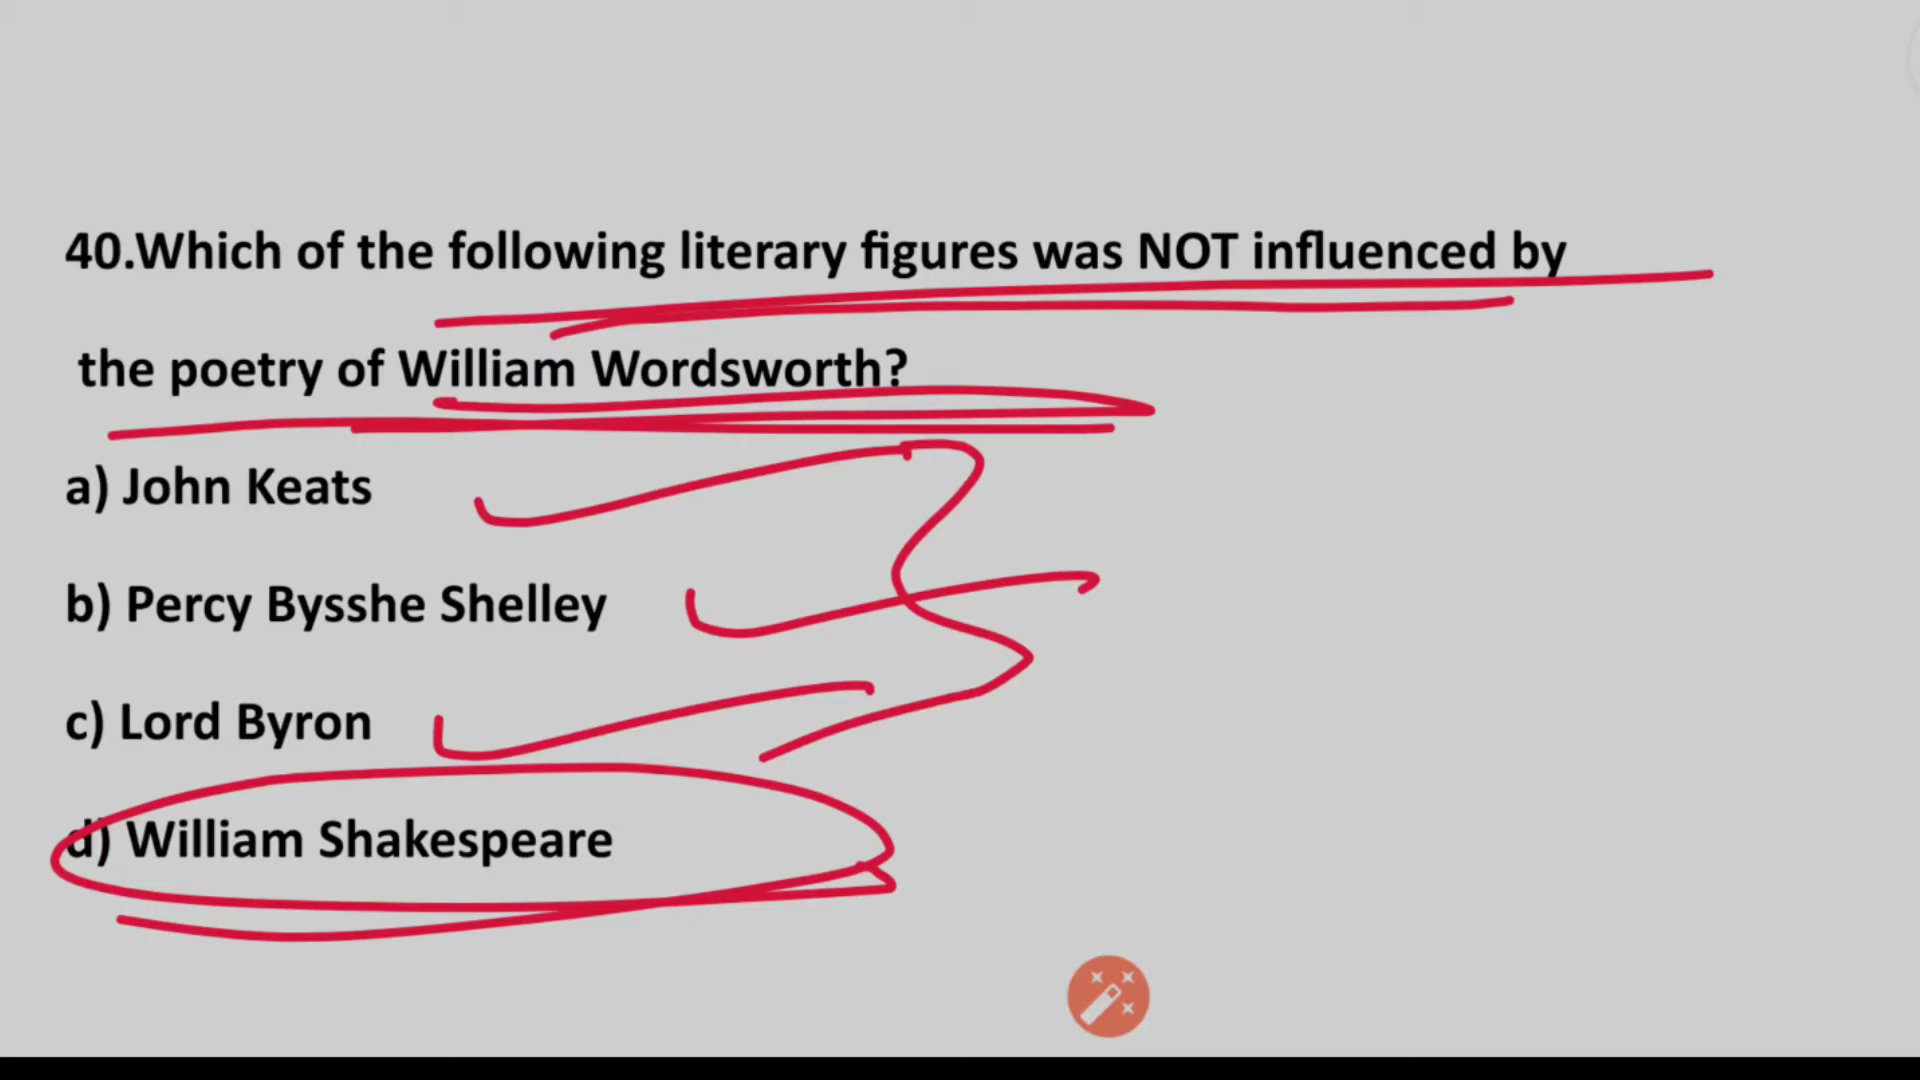 40.Which of the following literary figures was NOT influenced by
the poetry of William Wordsworth?
a) John Keats
b) Percy Bysshe Shelley
c) Lord Byron
d) William Shakespeare